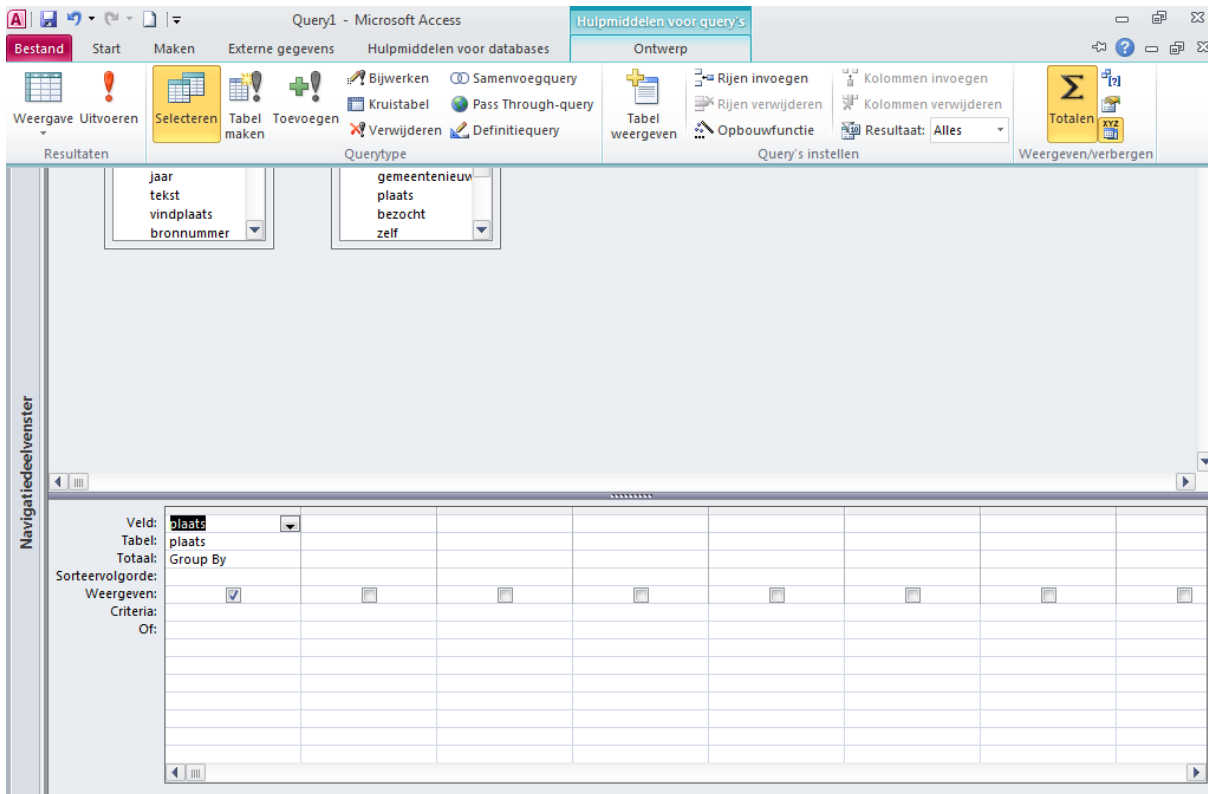 Query1 - Microsoft Access
Hulpmiddelen voor query's
Bestand Start Maken Externe gegevens Hulpmiddelen voor databases Ontwerp
Weergave Uitvoeren
Resultaten
Selecteren Tabel maken Toevoegen
Bijwerken
Kruistabel
Verwijderen
Samenvoegquery
Pass Through-query
Definitiequery
Querytype
Tabel weergeven
Rijen invoegen
Rijen verwijderen
Opbouwfunctie
Kolommen invoegen
Kolommen verwijderen
Resultaat: Alles
Query's instellen
Totalen
XYZ
Weergeven/verbergen
jaar
tekst
vindplaats
bronnummer
gemeentenieuw
plaats
bezocht
zelf
Navigatiedeelvenster
Veld: plaats
Tabel: plaats
Totaal: Group By
Sorteervolgorde:
Weergeven:
Criteria:
Of: